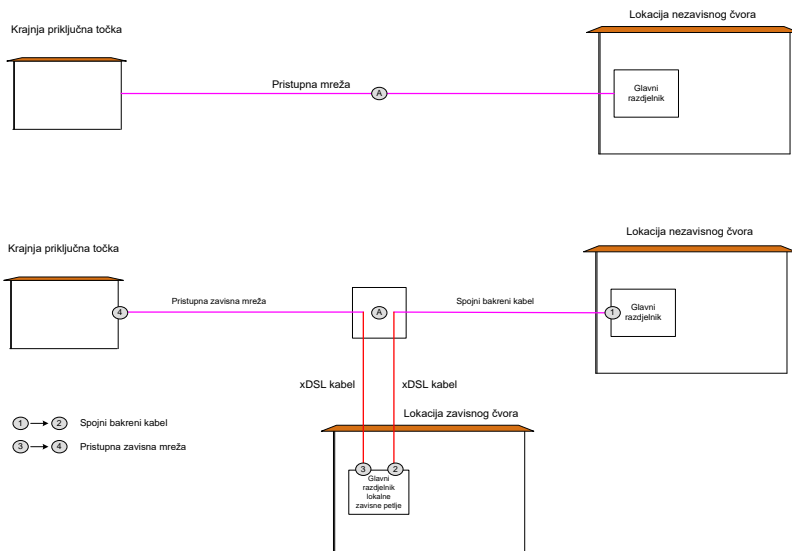 Lokacija nezavisnog čvora
Krajnja priključna točka
Pristupna mreža
A
Glavni
razdjelnik
Lokacija nezavisnog čvora
Krajnja priključna točka
Pristupna zavisna mreža
Spojni bakreni kabel
4
A
1
Glavni
razdjelnik
xDSL kabel
xDSL kabel
Lokacija zavisnog čvora
1 2 Spojni bakreni kabel
3 4 Pristupna zavisna mreža
3
2
Glavni
razdjelnik
lokalne
zavisne petlje